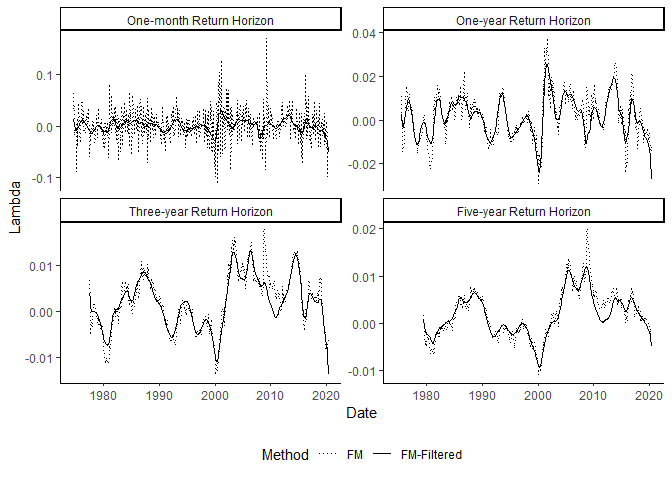 One-month Return Horizon
One-year Return Horizon
0.1
0.0
-0.1
0.04
0.02
0.00
-0.02
Lambda
Three-year Return Horizon
Five-year Return Horizon
0.01
0.00
-0.01
0.02
0.01
0.00
-0.01
1980 1990 2000 2010 2020
1980 1990 2000 2010 2020
Date
Method FM FM-Filtered